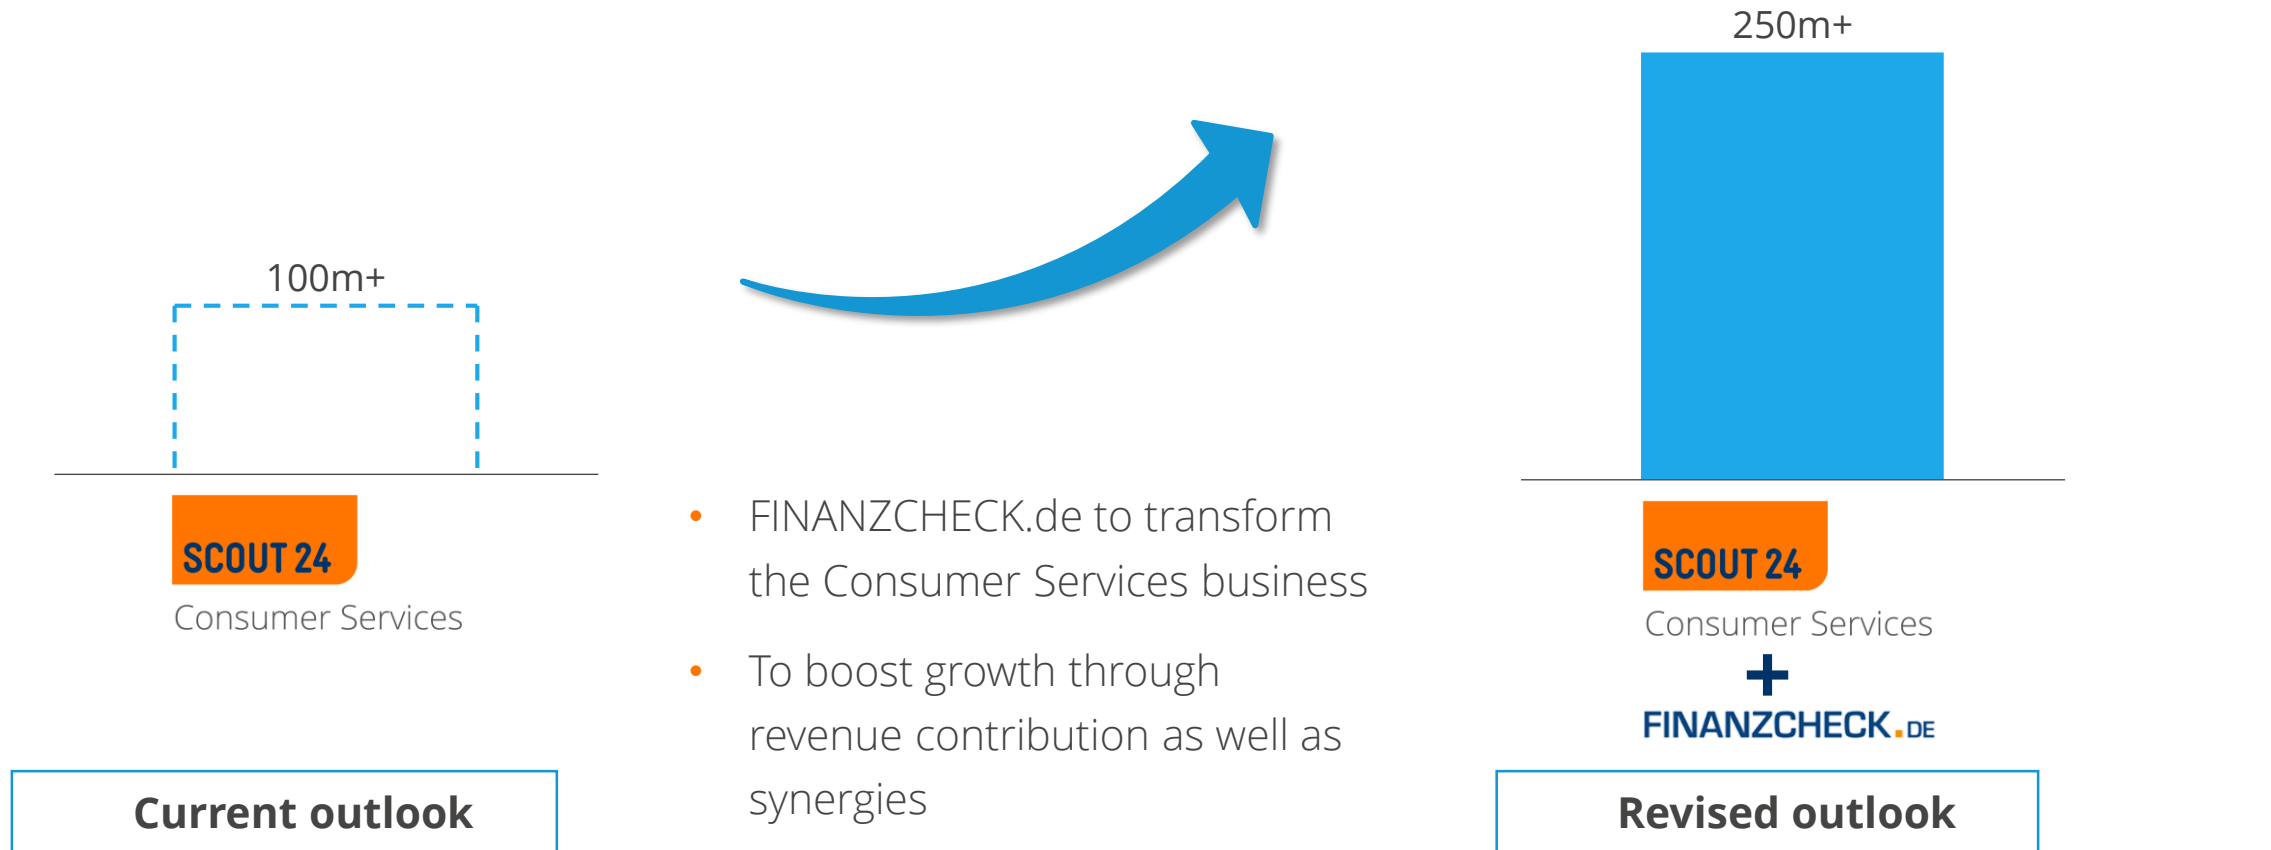 100m+
SCOUT 24
Consumer Services
Current outlook
• FINANZCHECK.de to transform
the Consumer Services business
• To boost growth through
revenue contribution as well as
synergies
250m+
SCOUT 24
Consumer Services
+
FINANZCHECK.DE
Revised outlook